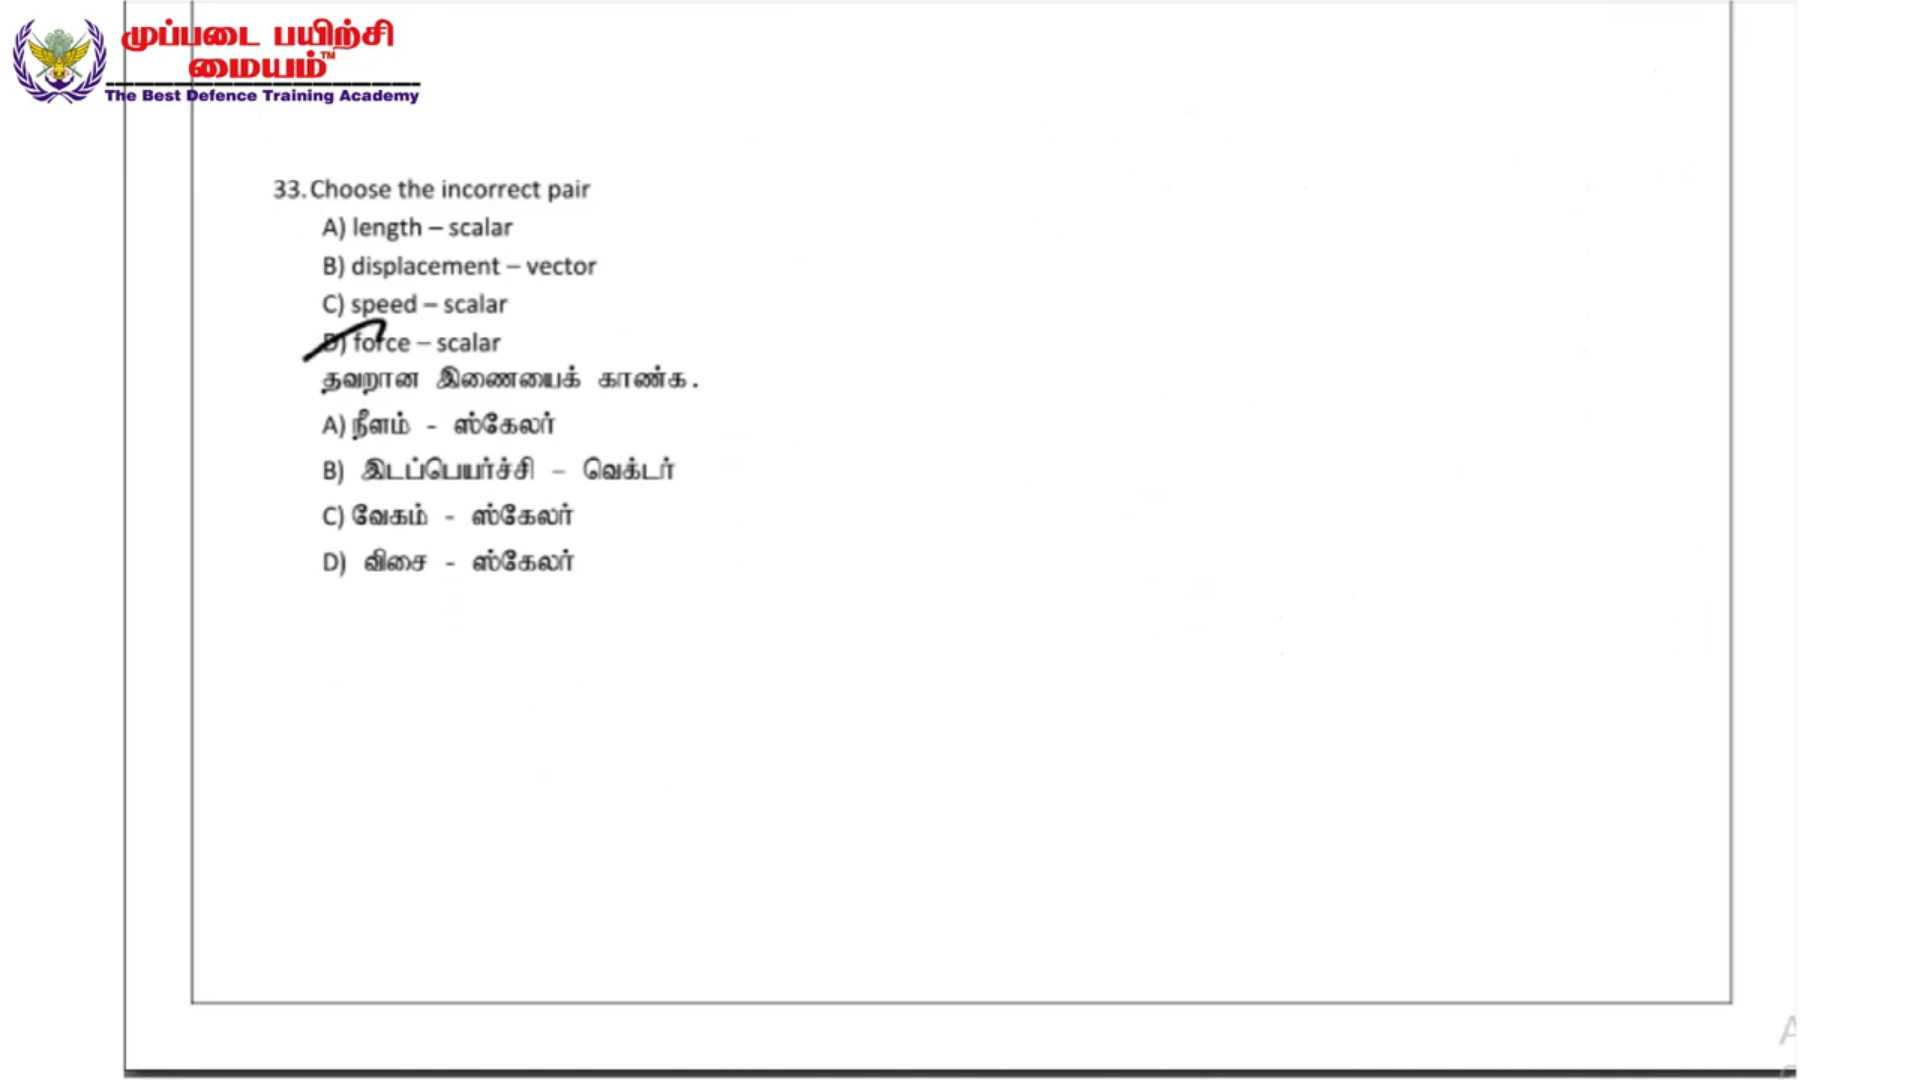 முப்படை பயிற்சி
மையம்™
The Best Defence Training Academy
33. Choose the incorrect pair
A) length – scalar
B) displacement – vector
C) speed – scalar
D) force – scalar
தவறான இணையைக் காண்க.
A) நீளம் - ஸ்கேலர்
B) இடப்பெயர்ச்சி – வெக்டர்
C) வேகம் - ஸ்கேலர்
D) விசை - ஸ்கேலர்